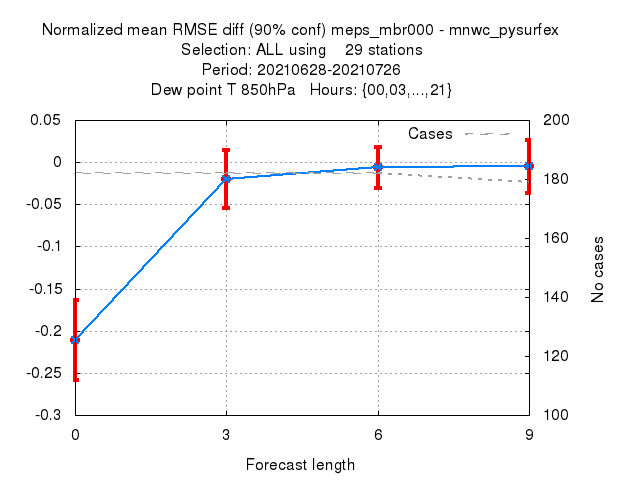 Normalized mean RMSE diff (90% conf) meps_mbr000 - mnwc_pysurfex
Selection: ALL using    29 stations
Period: 20210628-20210726
Dew point T 850hPa   Hours: {00,03,...,21}
Cases
0.05
0
-0.05
-0.1
-0.15
-0.2
-0.25
-0.3
200
180
160
140
120
100
No cases
0 3 6 9
Forecast length